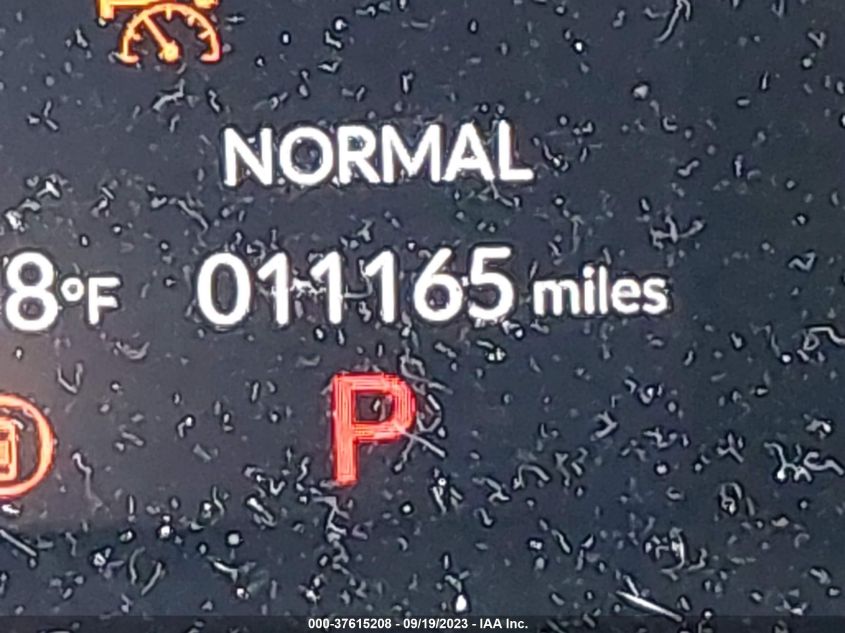 NORMAL
8°F 011165 miles
P
000-37615208 - 09/19/2023 - IAA Inc.